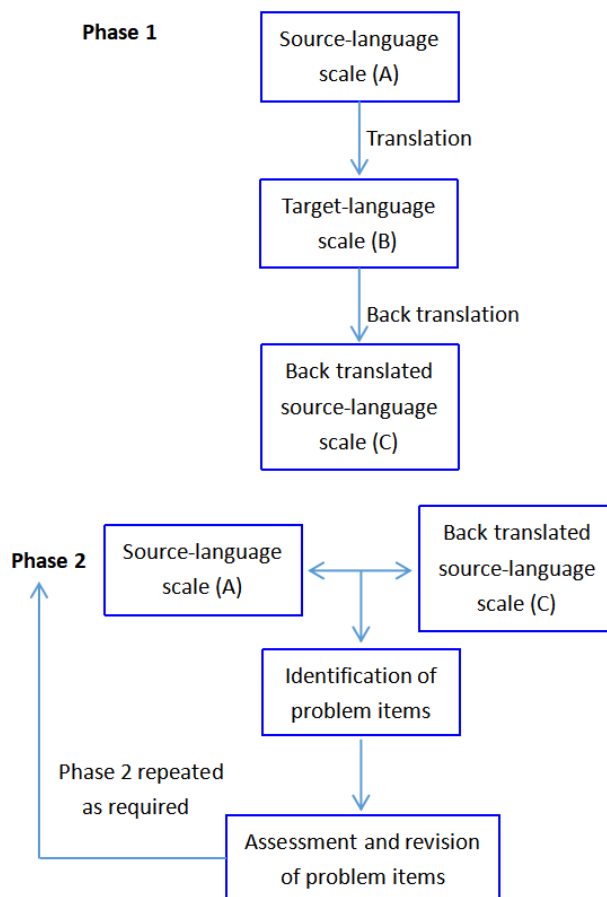 Phase 1
Source-language
scale (A)
Translation
Target-language
scale (B)
Back translation
Back translated
source-language
scale (C)
Phase 2
Source-language
scale (A)
Back translated
source-language
scale (C)
Identification of
problem items
Phase 2 repeated
as required
Assessment and revision
of problem items